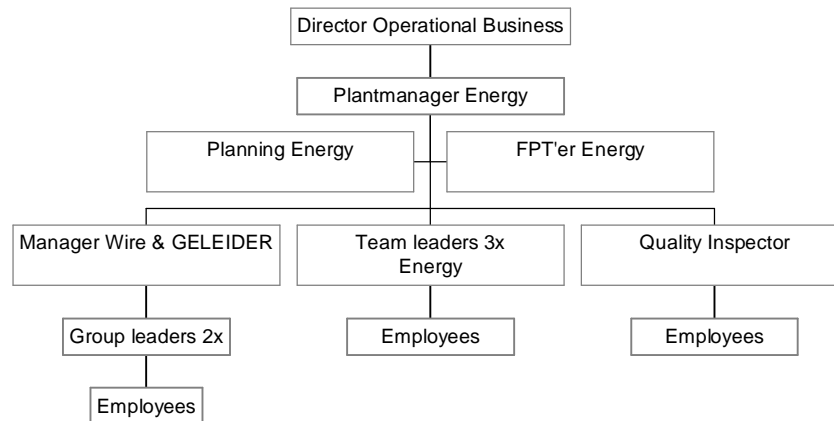 Director Operational Business
Plantmanager Energy
Planning Energy
FPT'er Energy
Manager Wire & GELEIDER
Team leaders 3x
Energy
Quality Inspector
Group leaders 2x
Employees
Employees
Employees